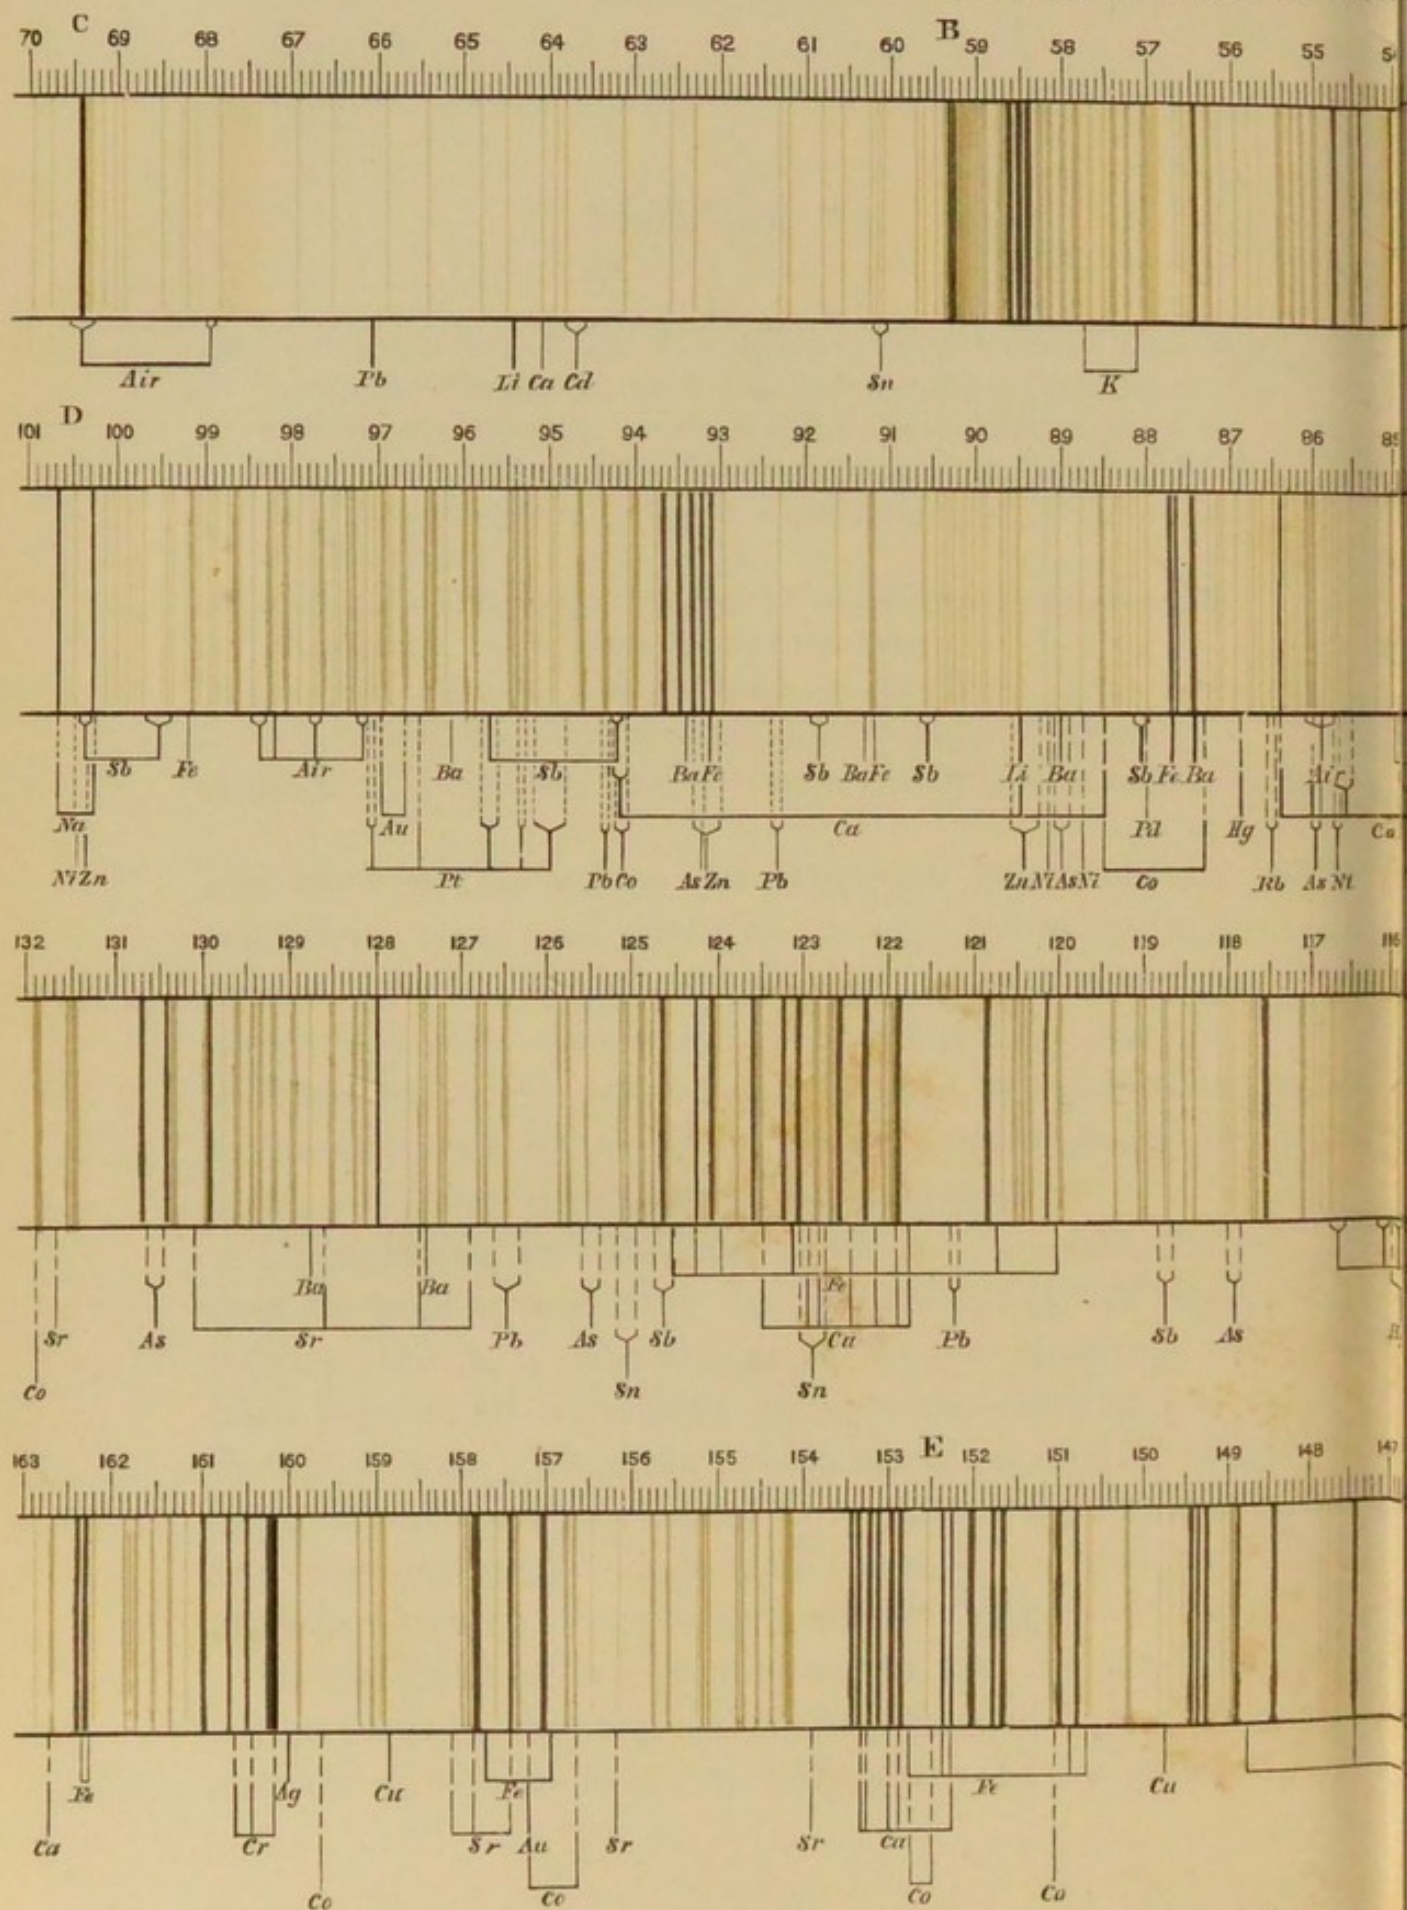 70 C 69 68 67 66 65 64 63 62 61 60 B 59 58 57 56 55
Air Pb Li Ca Cd Sn K
101 D 100 99 98 97 96 95 94 93 92 91 90 89 88 87 86
Sb Fe Air Ba Sb Ba Fe Sb Ba Fe Sb Li Ba Sb Fe Ba Air
Na Au Ca Pd Hg Ca
Ni Zn Pt Pb Co As Zn Pb Zn Ni As Ni Co Rb As Ni
132 131 130 129 128 127 126 125 124 123 122 121 120 119 118 117 116
Ba Ba Fe
Sr As Sr Pb As Sb Ca Pb Sb As
Co Sn Sn
163 162 161 160 159 158 157 156 155 154 153 E 152 151 150 149 148 147
Fe Ag Cu Fe Fe Cu
Ca Cr Sr Au Sr Sr Ca
Co Co Co Co